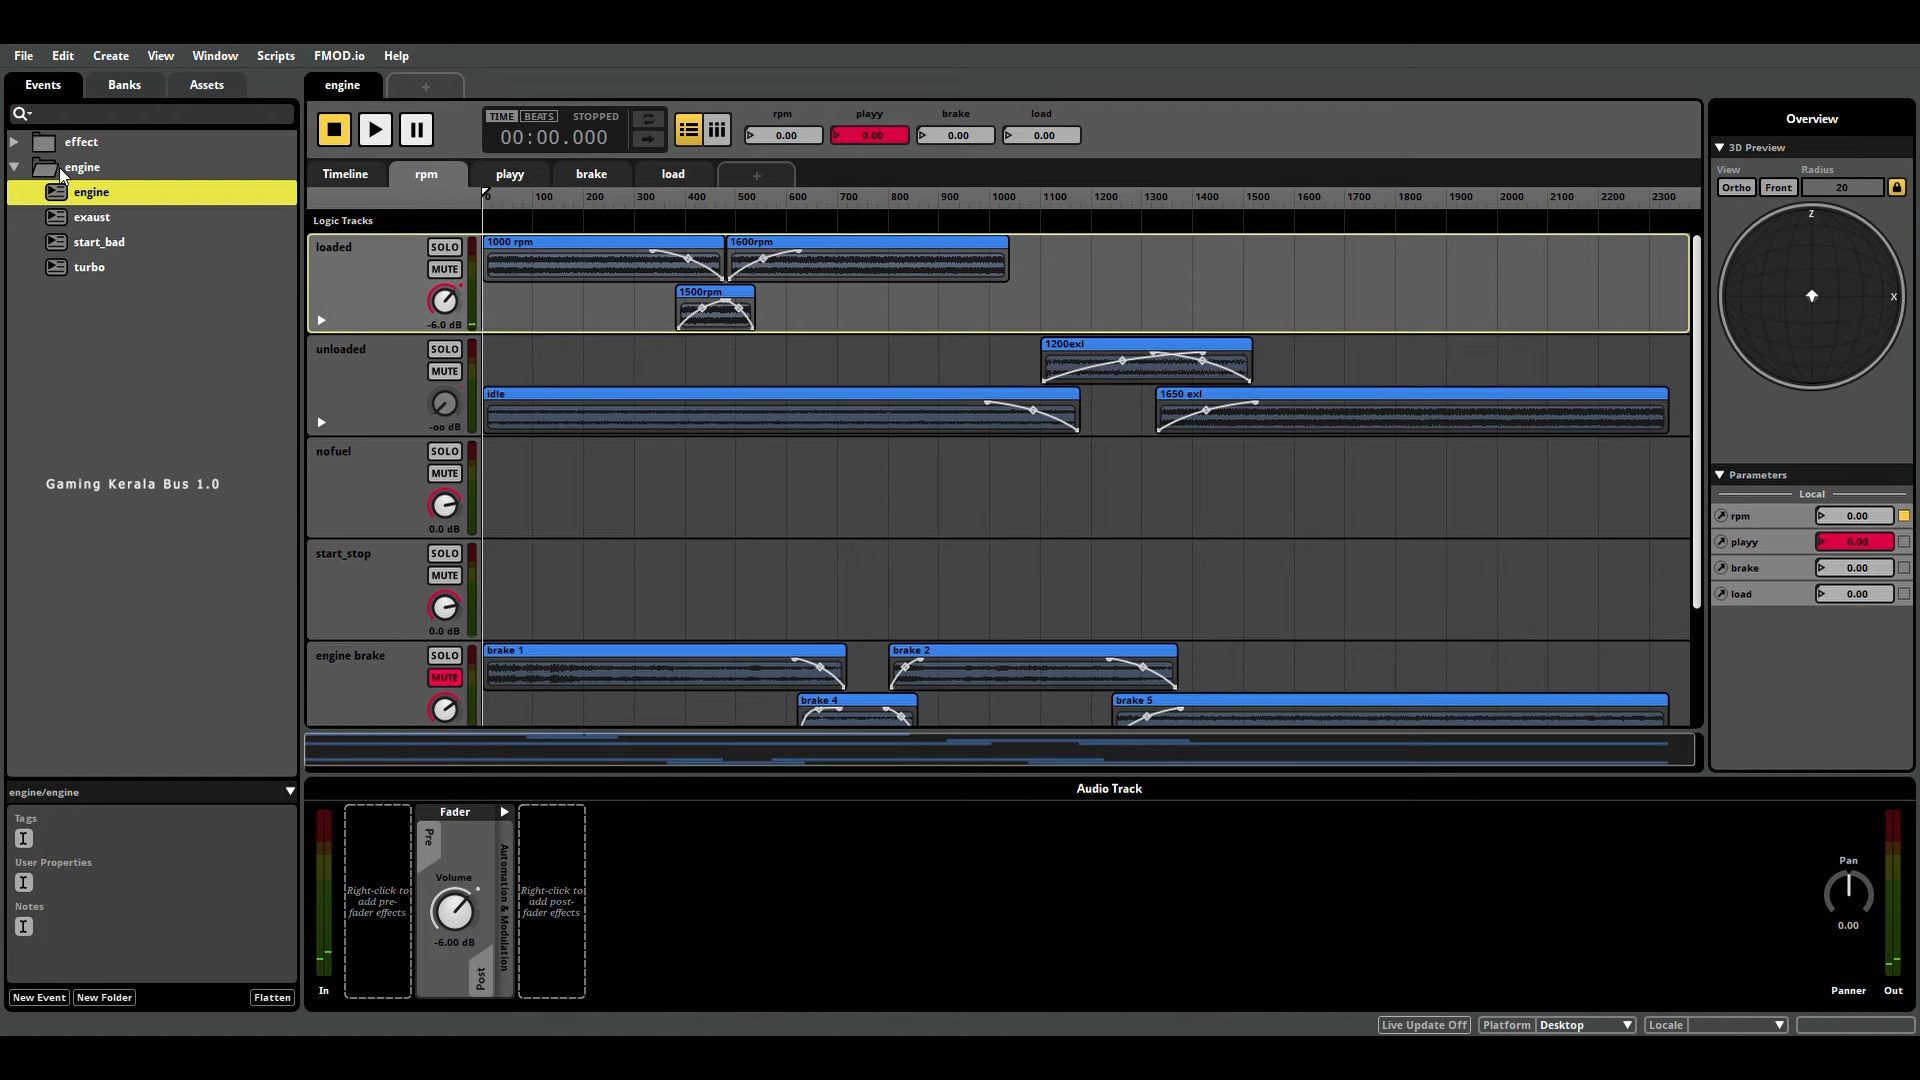 File Edit Create View Window Scripts FMOD.io Help
Events Banks Assets
engine +
effect
engine
engine
exaust
start_bad
turbo
Gaming Kerala Bus 1.0
TIME BEATS STOPPED
00:00.000
rpm playy brake load
0.00 0.00 0.00 0.00
Timeline rpm playy brake load +
0 100 200 300 400 500 600 700 800 900 1000 1100 1200 1300 1400 1500 1600 1700 1800 1900 2000 2100 2200 2300
Logic Tracks
loaded SOLO MUTE -6.0 dB
1000 rpm 1600rpm
1500rpm
unloaded SOLO MUTE -oo dB
1200exl
idle 1650 exl
nofuel SOLO MUTE 0.0 dB
start_stop SOLO MUTE 0.0 dB
engine brake SOLO MUTE
brake 1 brake 2
brake 4 brake 5
Overview
3D Preview
View Radius
Ortho Front 20
Z
X
Parameters
Local
rpm 0.00
playy 0.00
brake 0.00
load 0.00
engine/engine
Tags
User Properties
Notes
New Event New Folder Flatten
Audio Track
In
Right-click to add pre-fader effects
Fader
Pre
Volume
-6.00 dB
Post
Automation & Modulation
Right-click to add post-fader effects
Pan
0.00
Panner Out
Live Update Off Platform Desktop Locale